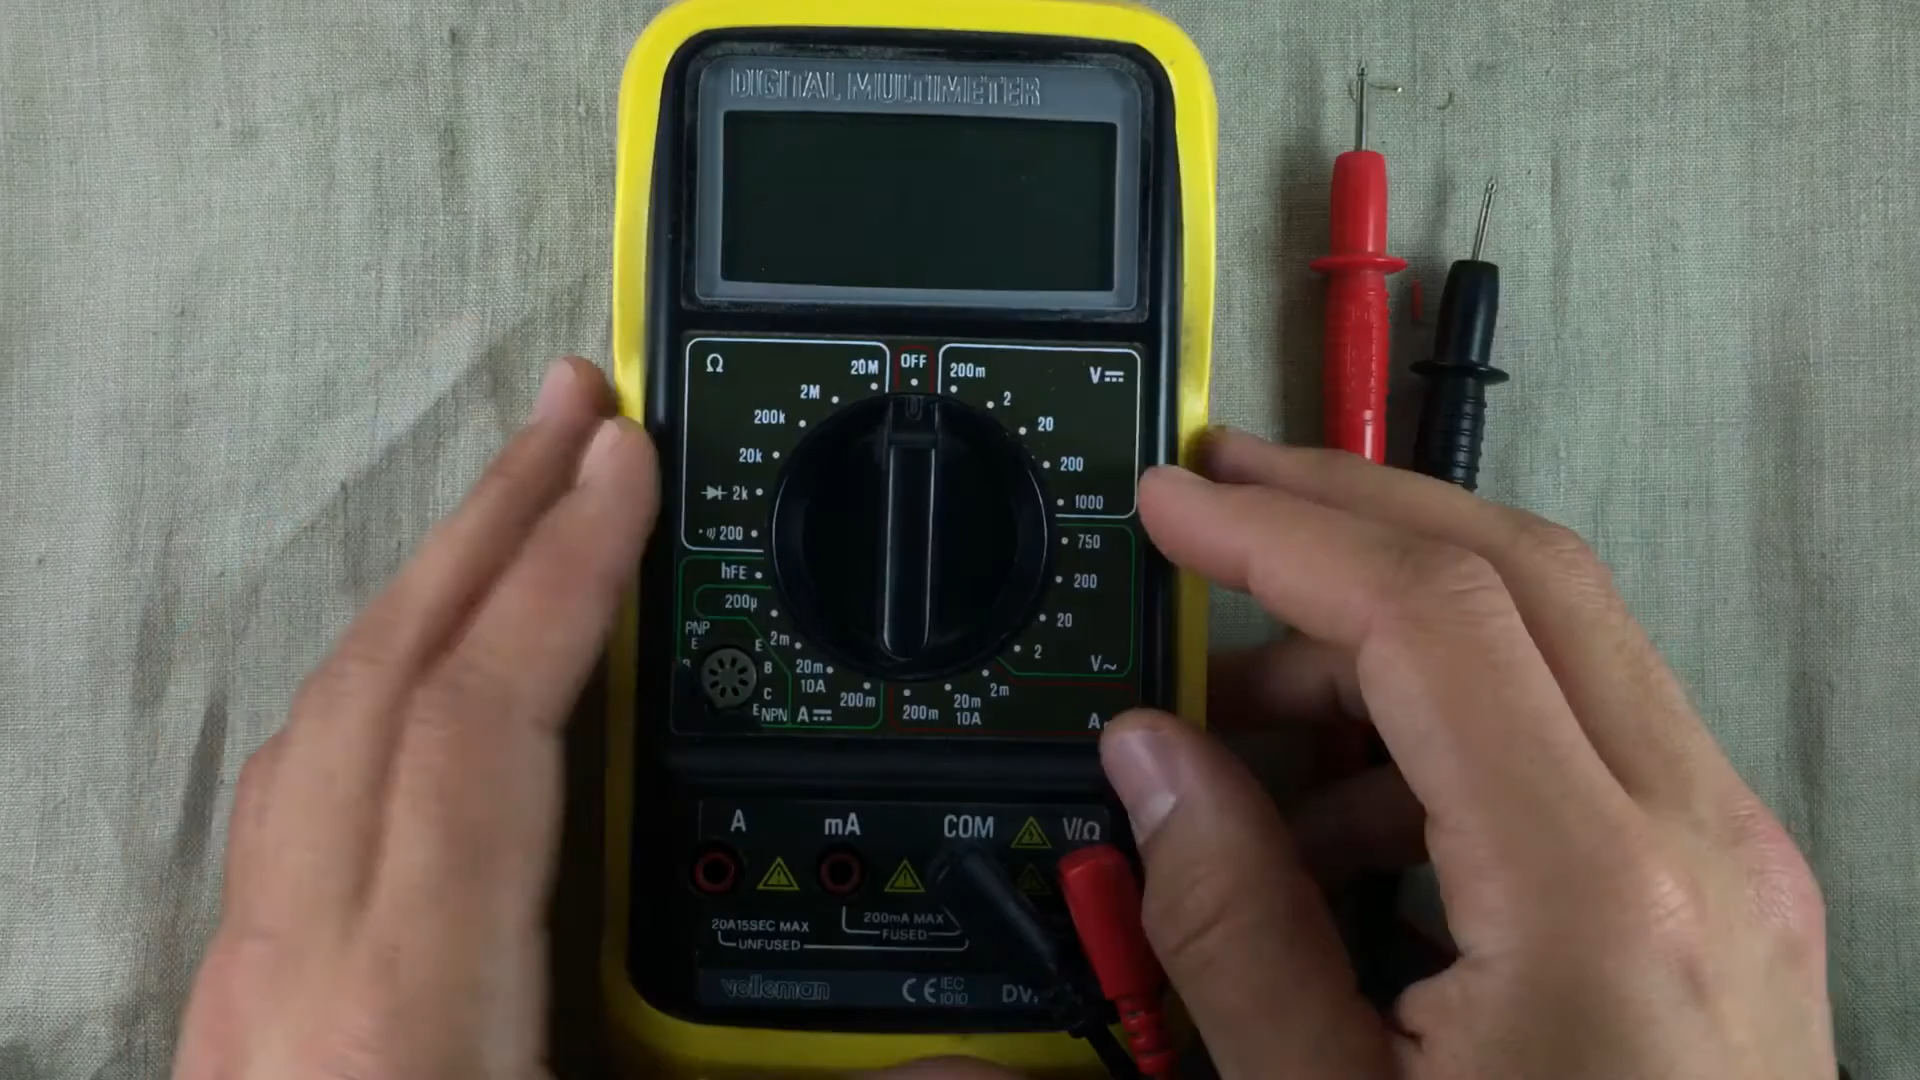 DIGITAL MULTIMETER
Ω
20M
OFF
200m
V⎓
2M
2
200k
20
20k
200
2k
1000
200
750
hFE
200
200µ
20
PNP
E
2m
E
2
V~
B
20m
10A
C
200m
E
NPN
A⎓
200m
20m
10A
2m
A
A
mA
COM
V/Ω
20A15SEC MAX
UNFUSED
200mA MAX
FUSED
velleman
CE
IEC
1010